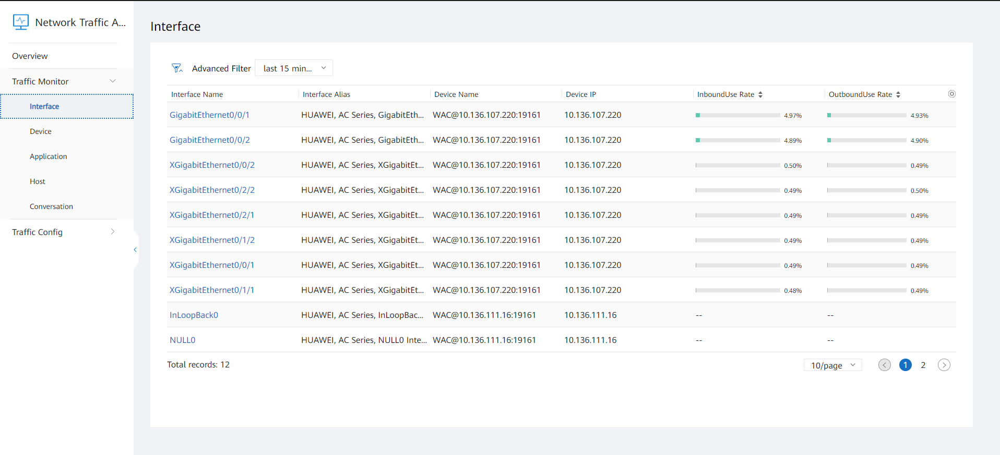 Network Traffic A...
Overview
Traffic Monitor
Interface
Device
Application
Host
Conversation
Traffic Config
Interface
Advanced Filter last 15 min...
Interface Name Interface Alias Device Name Device IP InboundUse Rate OutboundUse Rate
GigabitEthernet0/0/1 HUAWEI, AC Series, GigabitEth... WAC@10.136.107.220:19161 10.136.107.220 4.97% 4.93%
GigabitEthernet0/0/2 HUAWEI, AC Series, GigabitEth... WAC@10.136.107.220:19161 10.136.107.220 4.89% 4.90%
XGigabitEthernet0/0/2 HUAWEI, AC Series, XGigabitEt... WAC@10.136.107.220:19161 10.136.107.220 0.50% 0.49%
XGigabitEthernet0/2/2 HUAWEI, AC Series, XGigabitEt... WAC@10.136.107.220:19161 10.136.107.220 0.49% 0.50%
XGigabitEthernet0/2/1 HUAWEI, AC Series, XGigabitEt... WAC@10.136.107.220:19161 10.136.107.220 0.49% 0.49%
XGigabitEthernet0/1/2 HUAWEI, AC Series, XGigabitEt... WAC@10.136.107.220:19161 10.136.107.220 0.49% 0.49%
XGigabitEthernet0/0/1 HUAWEI, AC Series, XGigabitEt... WAC@10.136.107.220:19161 10.136.107.220 0.49% 0.49%
XGigabitEthernet0/1/1 HUAWEI, AC Series, XGigabitEt... WAC@10.136.107.220:19161 10.136.107.220 0.48% 0.49%
InLoopBack0 HUAWEI, AC Series, InLoopBac... WAC@10.136.111.16:19161 10.136.111.16 -- --
NULL0 HUAWEI, AC Series, NULL0 Inte... WAC@10.136.111.16:19161 10.136.111.16 -- --
Total records: 12 10/page 1 2